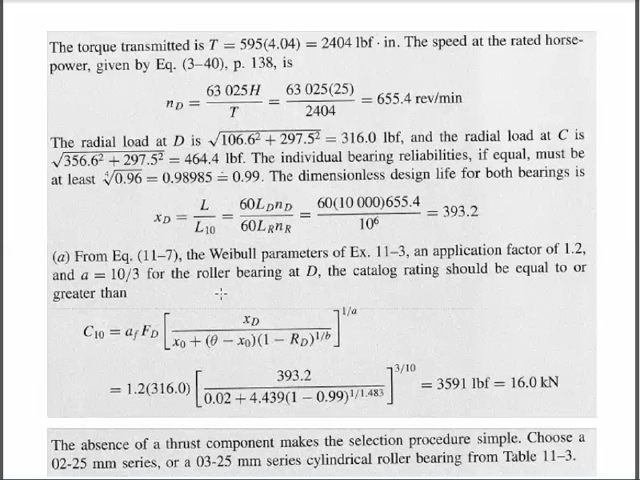 The torque transmitted is T = 595(4.04) = 2404 lbf · in. The speed at the rated horse-
power, given by Eq. (3–40), p. 138, is
n_D = 63 025H / T = 63 025(25) / 2404 = 655.4 rev/min
The radial load at D is √(106.6² + 297.5²) = 316.0 lbf, and the radial load at C is
√(356.6² + 297.5²) = 464.4 lbf. The individual bearing reliabilities, if equal, must be
at least ⁴√0.96 = 0.98985 ≐ 0.99. The dimensionless design life for both bearings is
x_D = L / L₁₀ = 60L_D n_D / 60L_R n_R = 60(10 000)655.4 / 10⁶ = 393.2
(a) From Eq. (11–7), the Weibull parameters of Ex. 11–3, an application factor of 1.2,
and a = 10/3 for the roller bearing at D, the catalog rating should be equal to or
greater than
C₁₀ = a_f F_D [x_D / (x₀ + (θ − x₀)(1 − R_D)^{1/b})]^{1/a}
= 1.2(316.0) [393.2 / (0.02 + 4.439(1 − 0.99)^{1/1.483})]^{3/10} = 3591 lbf = 16.0 kN
The absence of a thrust component makes the selection procedure simple. Choose a
02-25 mm series, or a 03-25 mm series cylindrical roller bearing from Table 11–3.